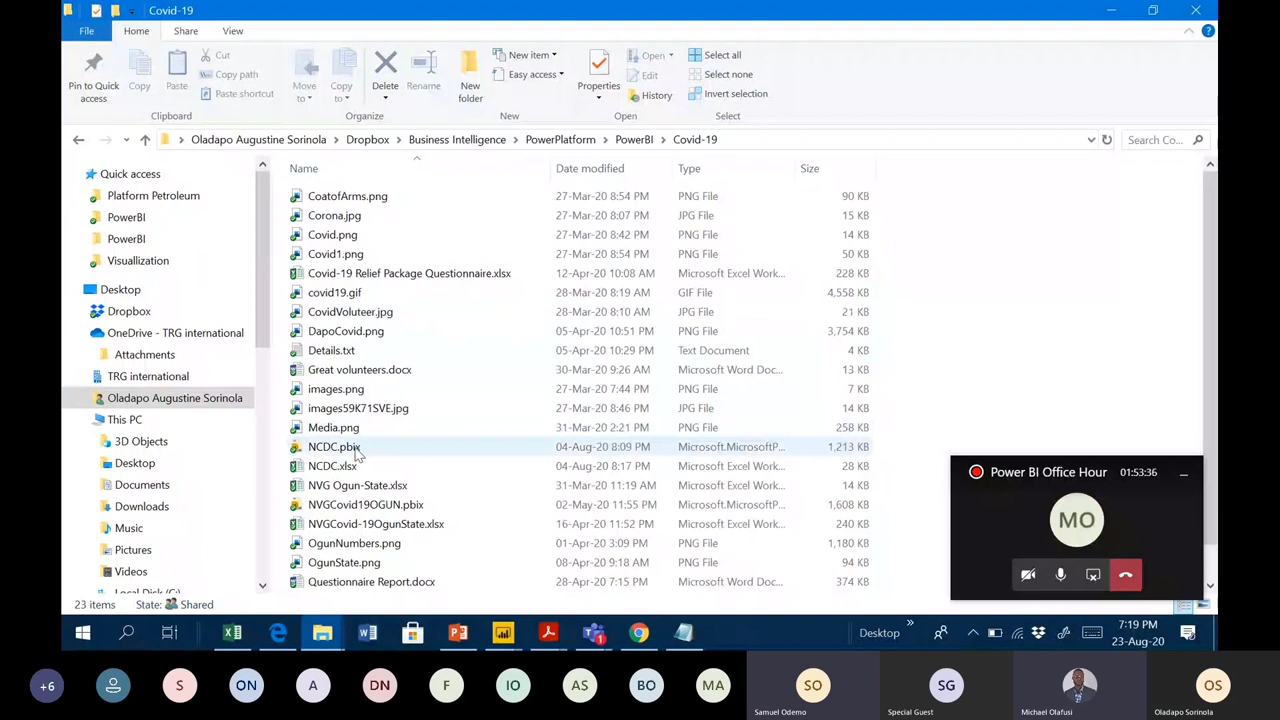 Covid-19
File Home Share View
Pin to Quick access
Copy
Paste
Cut
Copy path
Paste shortcut
Clipboard
Move to
Copy to
Delete
Rename
Organize
New folder
New item
Easy access
New
Properties
Open
Edit
History
Open
Select all
Select none
Invert selection
Select
Oladapo Augustine Sorinola > Dropbox > Business Intelligence > PowerPlatform > PowerBI > Covid-19
Search Co...
Quick access
Platform Petroleum
PowerBI
PowerBI
Visuallization
Desktop
Dropbox
OneDrive - TRG international
Attachments
TRG international
Oladapo Augustine Sorinola
This PC
3D Objects
Desktop
Documents
Downloads
Music
Pictures
Videos
Name Date modified Type Size
CoatofArms.png 27-Mar-20 8:54 PM PNG File 90 KB
Corona.jpg 27-Mar-20 8:07 PM JPG File 15 KB
Covid.png 27-Mar-20 8:42 PM PNG File 14 KB
Covid1.png 27-Mar-20 8:54 PM PNG File 50 KB
Covid-19 Relief Package Questionnaire.xlsx 12-Apr-20 10:08 AM Microsoft Excel Work... 228 KB
covid19.gif 28-Mar-20 8:19 AM GIF File 4,558 KB
CovidVoluteer.jpg 28-Mar-20 8:10 AM JPG File 21 KB
DapoCovid.png 05-Apr-20 10:51 PM PNG File 3,754 KB
Details.txt 05-Apr-20 10:29 PM Text Document 4 KB
Great volunteers.docx 30-Mar-20 9:26 AM Microsoft Word Doc... 13 KB
images.png 27-Mar-20 7:44 PM PNG File 7 KB
images59K71SVE.jpg 27-Mar-20 8:46 PM JPG File 14 KB
Media.png 31-Mar-20 2:21 PM PNG File 258 KB
NCDC.pbix 04-Aug-20 8:09 PM Microsoft.MicrosoftP... 1,213 KB
NCDC.xlsx 04-Aug-20 8:17 PM Microsoft Excel Work... 28 KB
NVG Ogun-State.xlsx 31-Mar-20 11:19 AM Microsoft Excel Work...
NVGCovid19OGUN.pbix 02-May-20 11:55 PM Microsoft.MicrosoftP... 1,608 KB
NVGCovid-19OgunState.xlsx 16-Apr-20 11:52 PM Microsoft Excel Work... 240 KB
OgunNumbers.png 01-Apr-20 3:09 PM PNG File 1,180 KB
OgunState.png 08-Apr-20 9:18 AM PNG File 94 KB
Questionnaire Report.docx 28-Apr-20 7:15 PM Microsoft Word Doc... 374 KB
Power BI Office Hour 01:53:36
MO
23 items State: Shared
Desktop
7:19 PM
23-Aug-20
+6 S ON A DN F IO AS BO MA SO SG OS
Samuel Odemo Special Guest Michael Olafusi Oladapo Sorinola